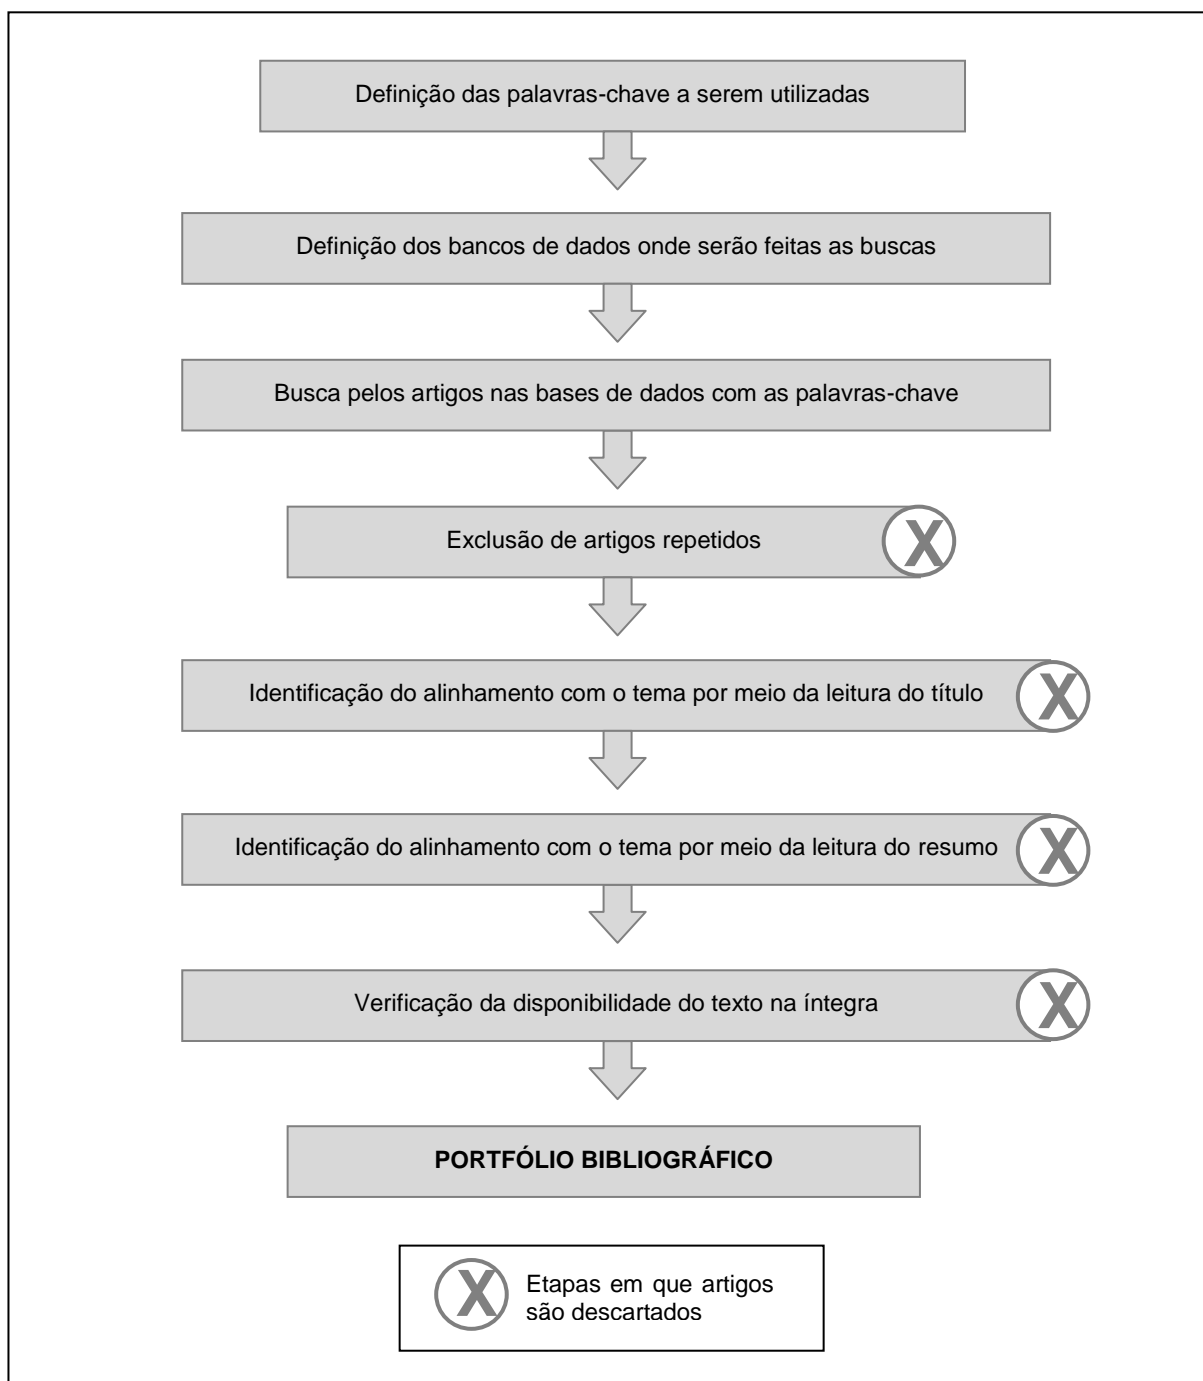 Definição das palavras-chave a serem utilizadas
Definição dos bancos de dados onde serão feitas as buscas
Busca pelos artigos nas bases de dados com as palavras-chave
Exclusão de artigos repetidos
X
Identificação do alinhamento com o tema por meio da leitura do título
X
Identificação do alinhamento com o tema por meio da leitura do resumo
X
Verificação da disponibilidade do texto na íntegra
X
PORTFÓLIO BIBLIOGRÁFICO
X
Etapas em que artigos
são descartados